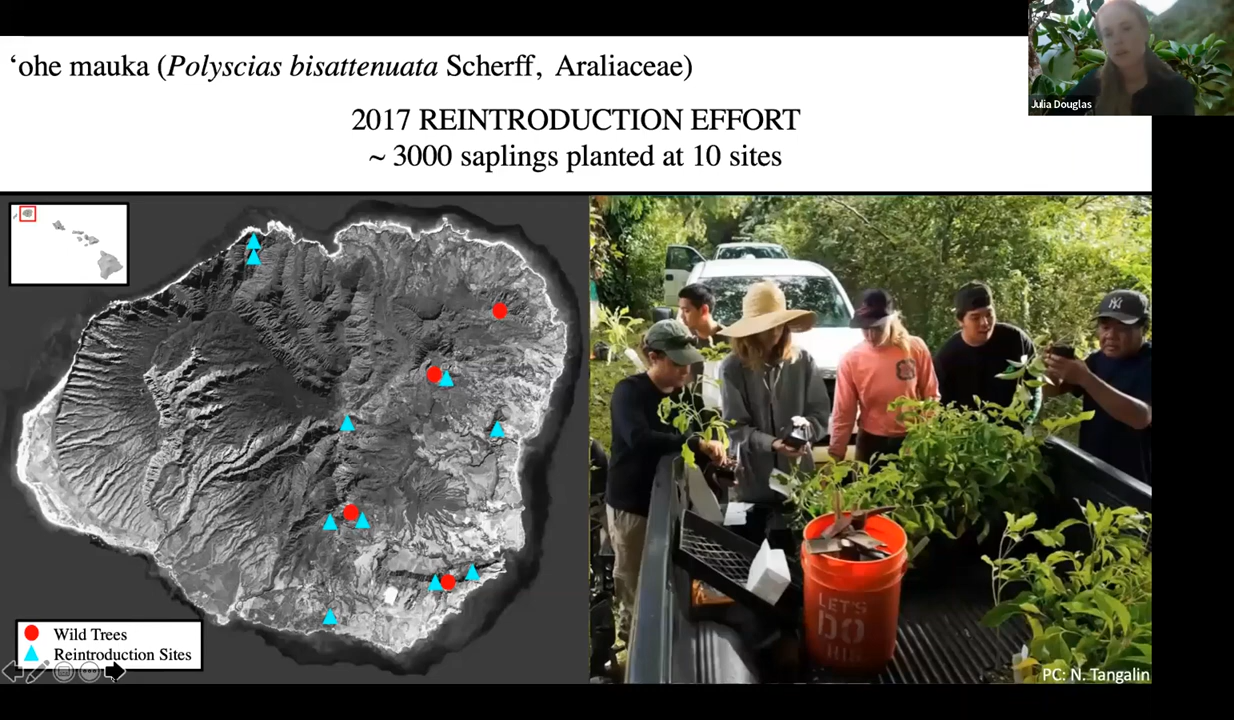 ‘ohe mauka (Polyscias bisattenuata Scherff, Araliaceae)
Julia Douglas
2017 REINTRODUCTION EFFORT
~ 3000 saplings planted at 10 sites
Wild Trees
Reintroduction Sites
LET'S
DO
PC: N. Tangalin